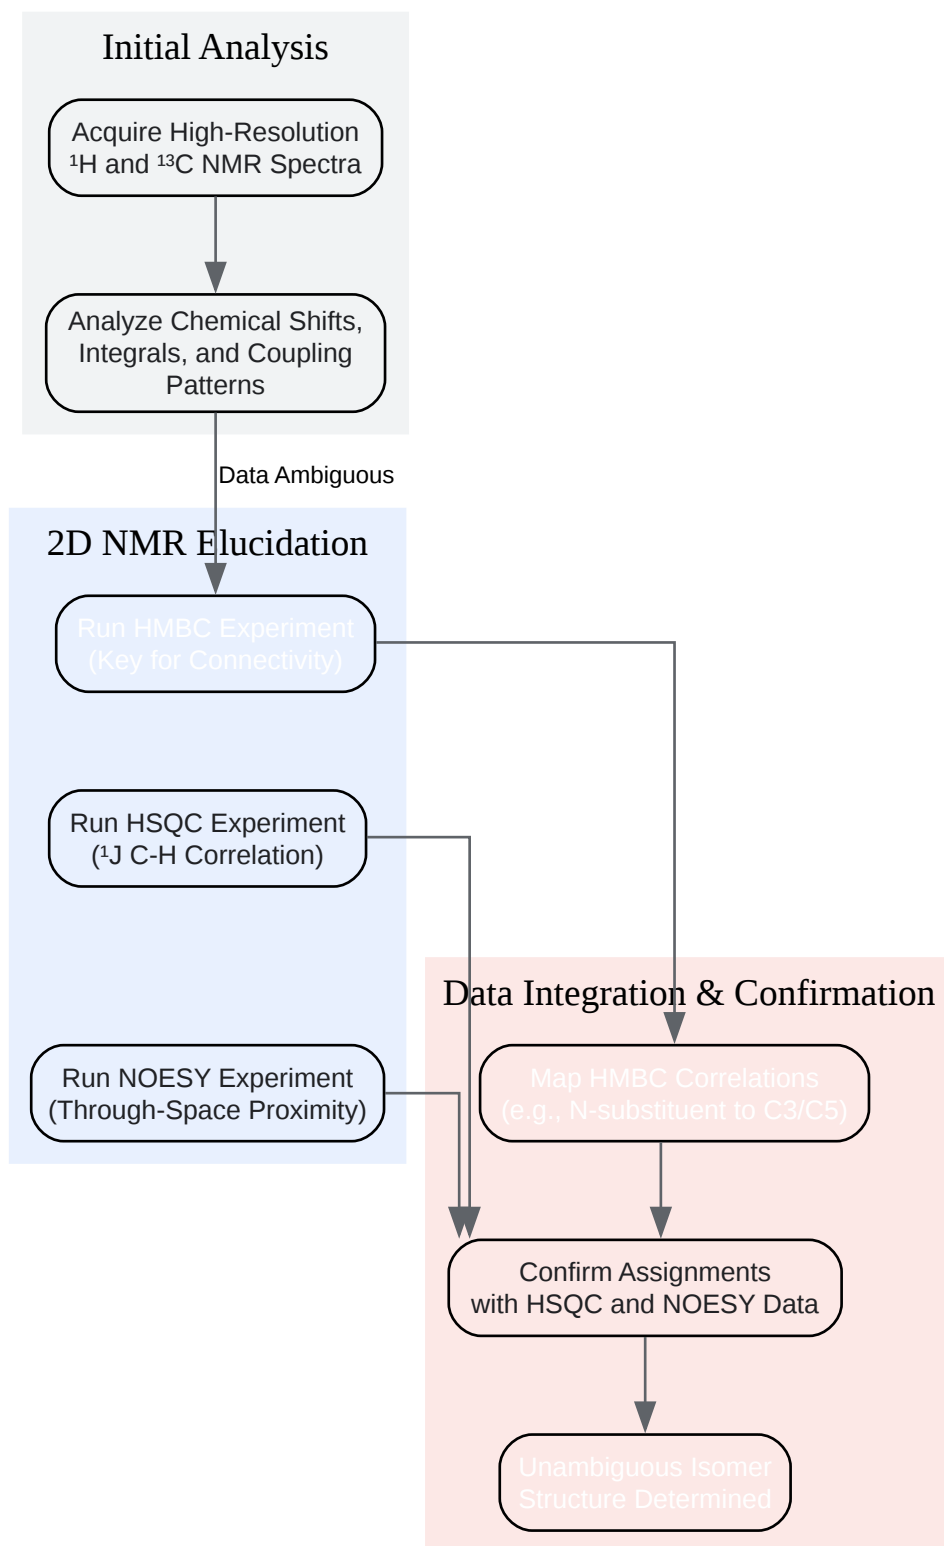 Initial Analysis
Acquire High-Resolution
¹H and ¹³C NMR Spectra
Analyze Chemical Shifts,
Integrals, and Coupling
Patterns
Data Ambiguous
2D NMR Elucidation
Run HMBC Experiment
(Key for Connectivity)
Run HSQC Experiment
(¹J C-H Correlation)
Run NOESY Experiment
(Through-Space Proximity)
Data Integration & Confirmation
Map HMBC Correlations
(e.g., N-substituent to C3/C5)
Confirm Assignments
with HSQC and NOESY Data
Unambiguous Isomer
Structure Determined